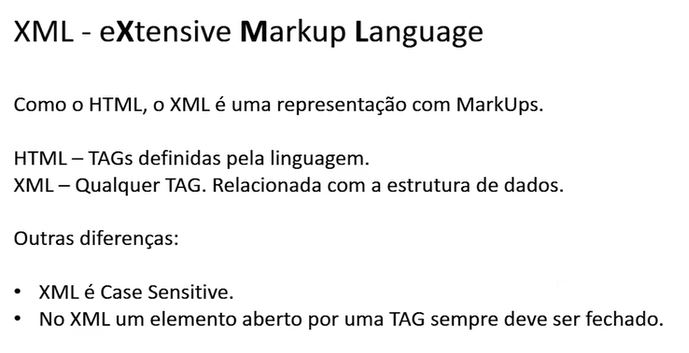 XML - eXtensive Markup Language
Como o HTML, o XML é uma representação com MarkUps.
HTML – TAGs definidas pela linguagem.
XML – Qualquer TAG. Relacionada com a estrutura de dados.
Outras diferenças:
• XML é Case Sensitive.
• No XML um elemento aberto por uma TAG sempre deve ser fechado.